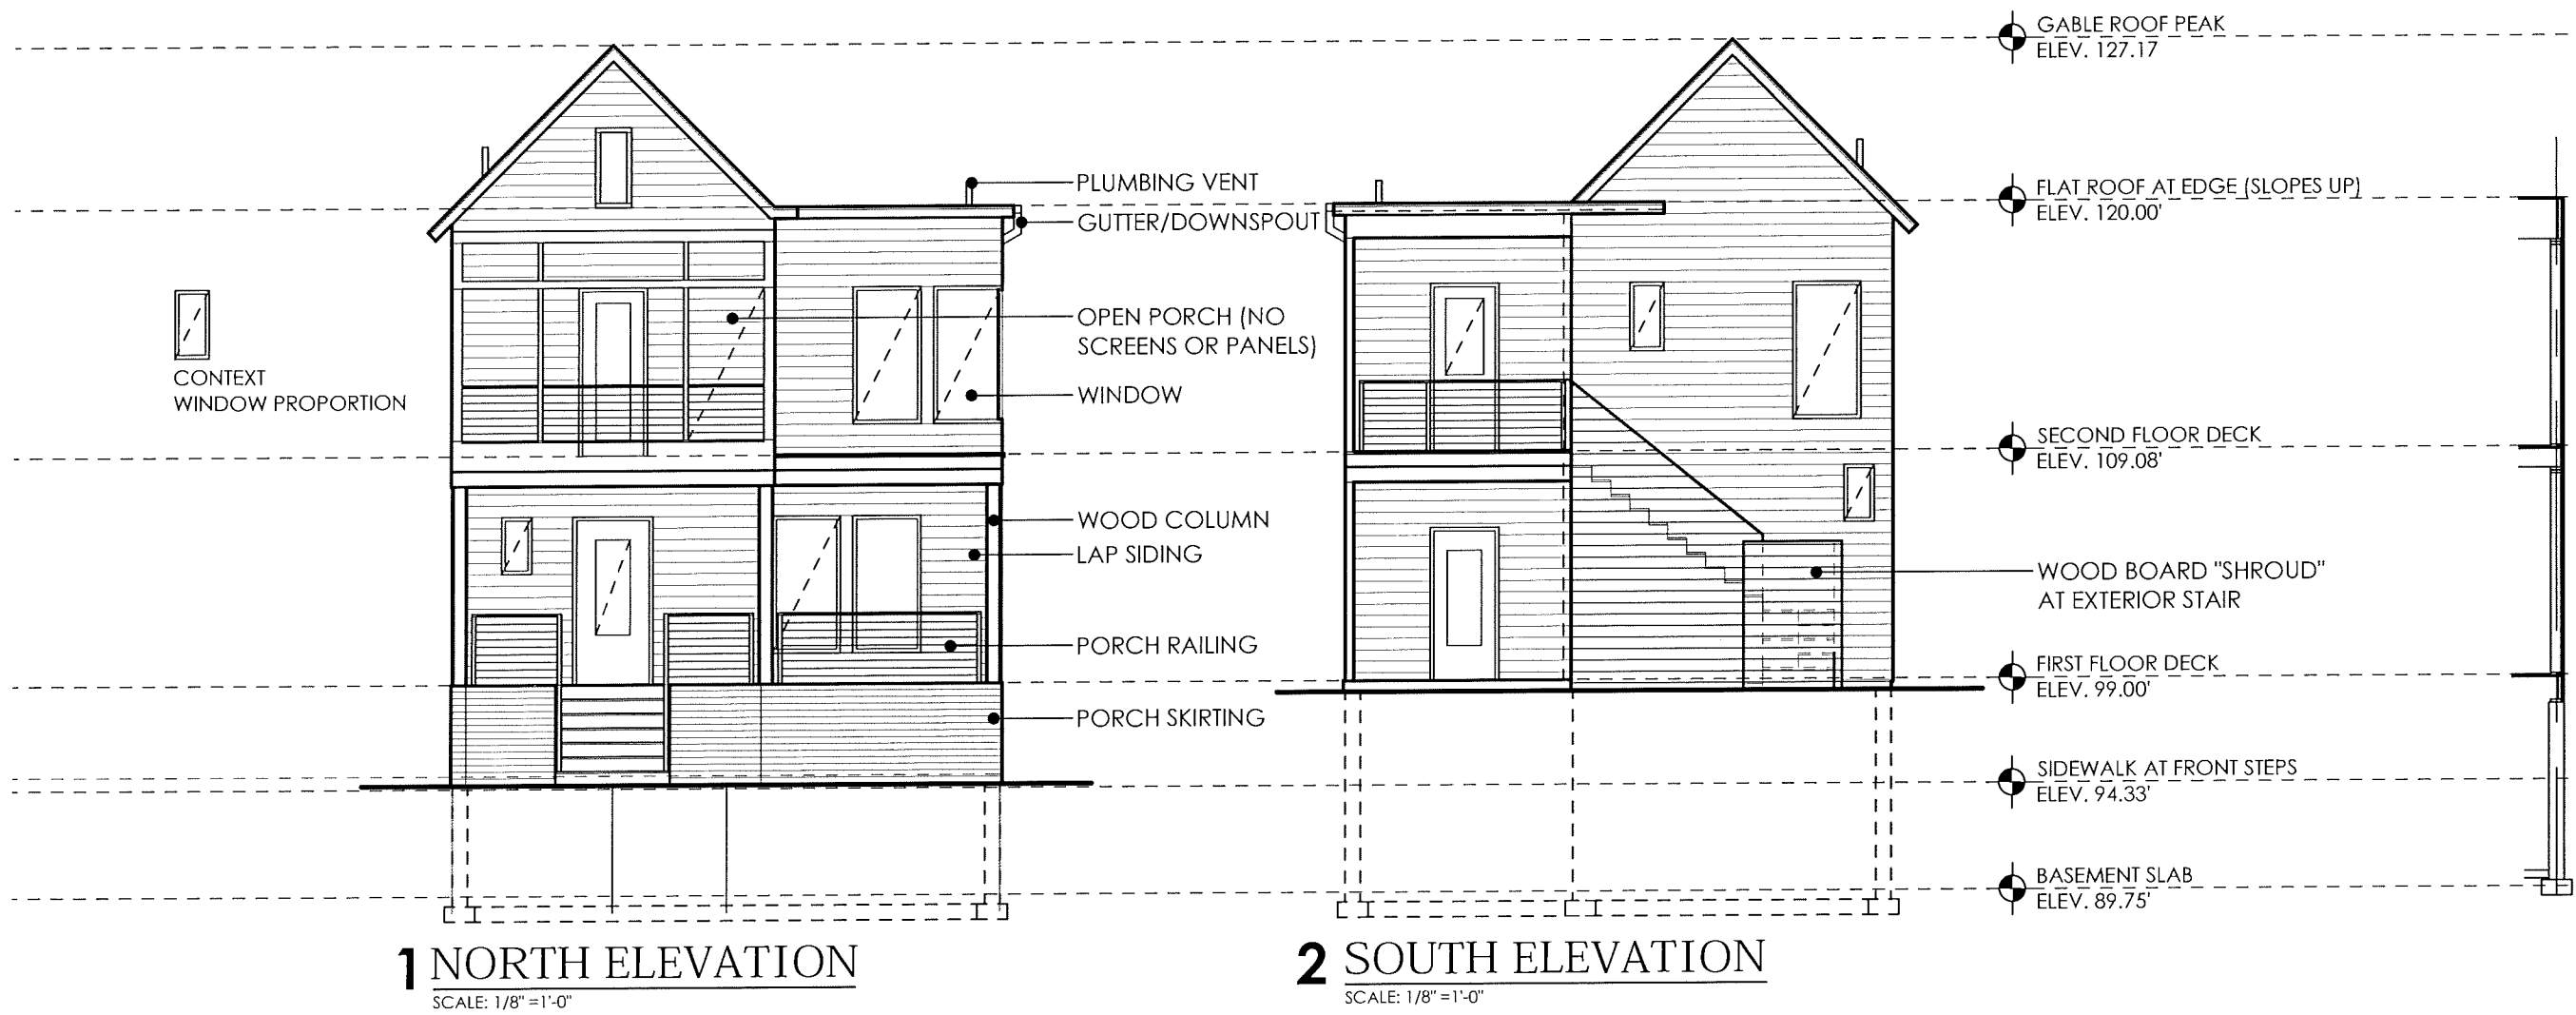 GABLE ROOF PEAK
ELEV. 127.17
PLUMBING VENT
GUTTER/DOWNSPOUT
FLAT ROOF AT EDGE (SLOPES UP)
ELEV. 120.00'
OPEN PORCH (NO
SCREENS OR PANELS)
CONTEXT
WINDOW PROPORTION
WINDOW
SECOND FLOOR DECK
ELEV. 109.08'
WOOD COLUMN
LAP SIDING
WOOD BOARD "SHROUD"
AT EXTERIOR STAIR
PORCH RAILING
FIRST FLOOR DECK
ELEV. 99.00'
PORCH SKIRTING
SIDEWALK AT FRONT STEPS
ELEV. 94.33'
BASEMENT SLAB
ELEV. 89.75'
1 NORTH ELEVATION
SCALE: 1/8" =1'-0"
2 SOUTH ELEVATION
SCALE: 1/8" =1'-0"